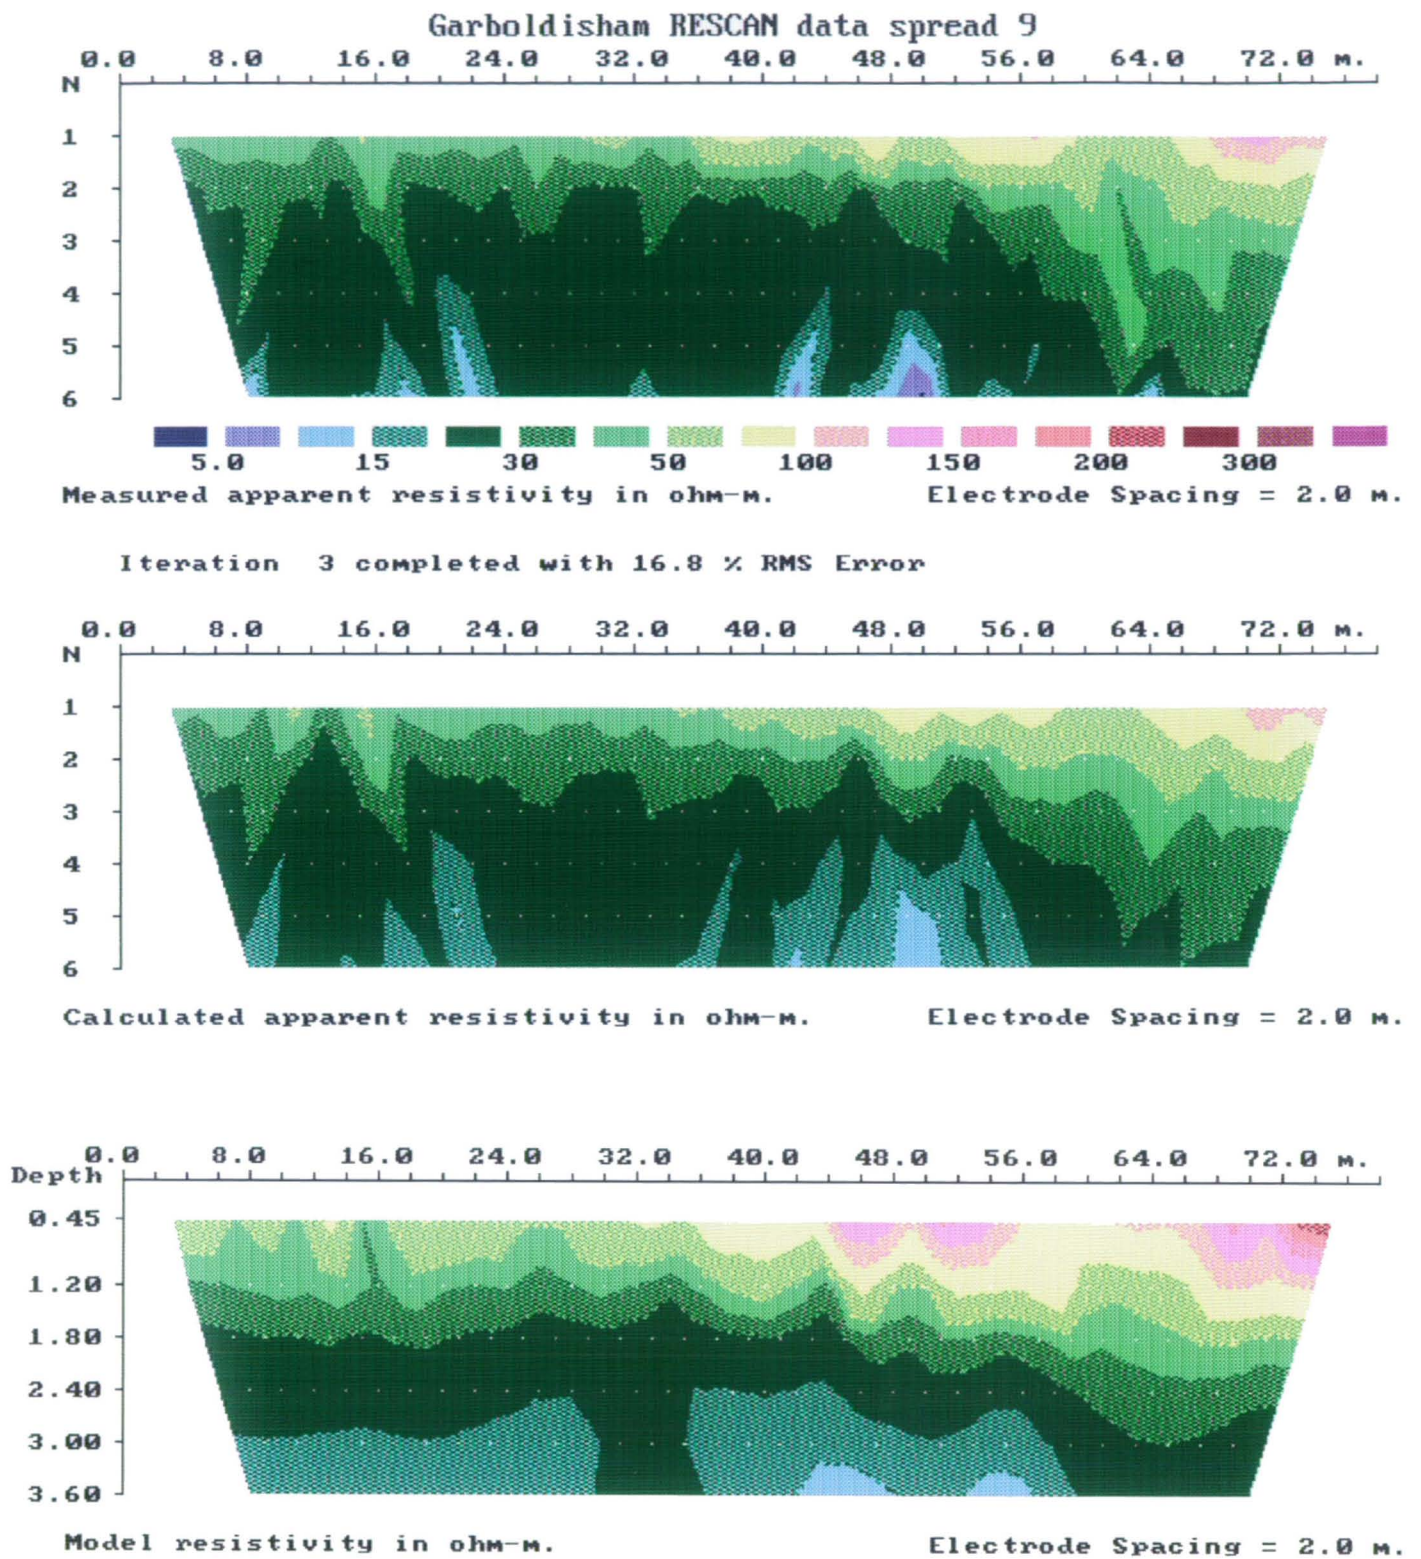 Garboldisham RESCAN data spread 9
0.0 8.0 16.0 24.0 32.0 40.0 48.0 56.0 64.0 72.0 m.
N
1
2
3
4
5
6
5.0 15 30 50 100 150 200 300
Measured apparent resistivity in ohm-m. Electrode Spacing = 2.0 m.
Iteration 3 completed with 16.8 % RMS Error
0.0 8.0 16.0 24.0 32.0 40.0 48.0 56.0 64.0 72.0 m.
N
1
2
3
4
5
6
Calculated apparent resistivity in ohm-m. Electrode Spacing = 2.0 m.
0.0 8.0 16.0 24.0 32.0 40.0 48.0 56.0 64.0 72.0 m.
Depth
0.45
1.20
1.80
2.40
3.00
3.60
Model resistivity in ohm-m. Electrode Spacing = 2.0 m.